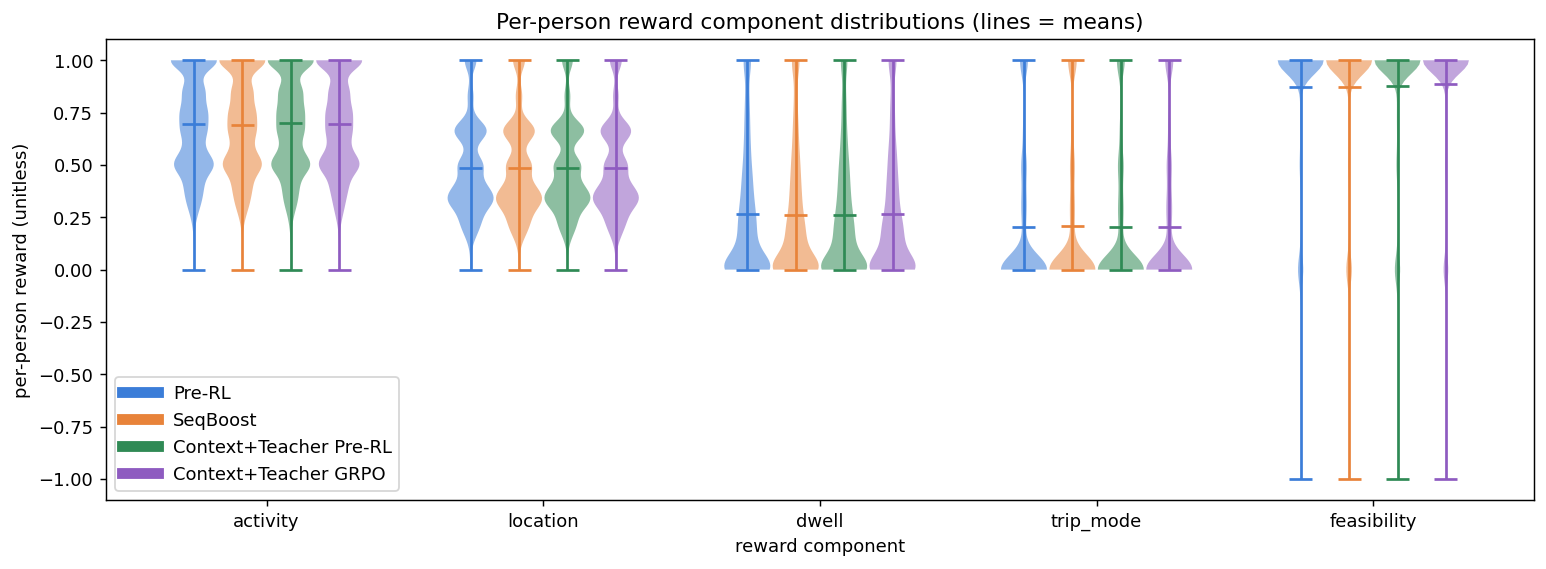 Per-person reward component distributions (lines = means)
per-person reward (unitless)
1.00
0.75
0.50
0.25
0.00
−0.25
−0.50
−0.75
−1.00
Pre-RL
SeqBoost
Context+Teacher Pre-RL
Context+Teacher GRPO
activity location dwell trip_mode feasibility
reward component